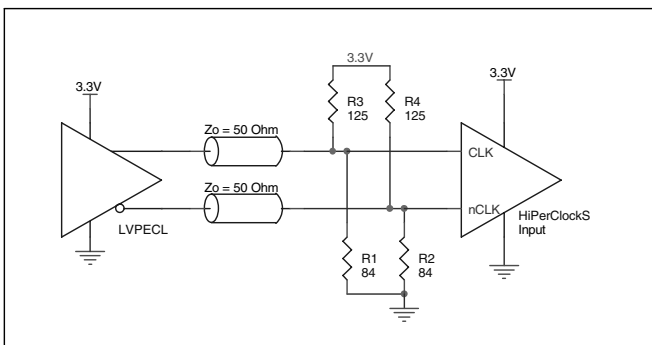 3.3V
3.3V
3.3V
R3
125
R4
125
Zo = 50 Ohm
CLK
Zo = 50 Ohm
nCLK
HiPerClockS
Input
LVPECL
R1
84
R2
84